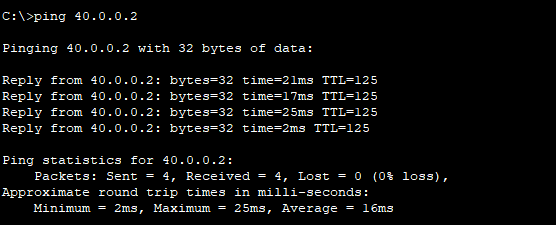 C:\>ping 40.0.0.2
Pinging 40.0.0.2 with 32 bytes of data:
Reply from 40.0.0.2: bytes=32 time=21ms TTL=125
Reply from 40.0.0.2: bytes=32 time=17ms TTL=125
Reply from 40.0.0.2: bytes=32 time=25ms TTL=125
Reply from 40.0.0.2: bytes=32 time=2ms TTL=125
Ping statistics for 40.0.0.2:
    Packets: Sent = 4, Received = 4, Lost = 0 (0% loss),
Approximate round trip times in milli-seconds:
    Minimum = 2ms, Maximum = 25ms, Average = 16ms